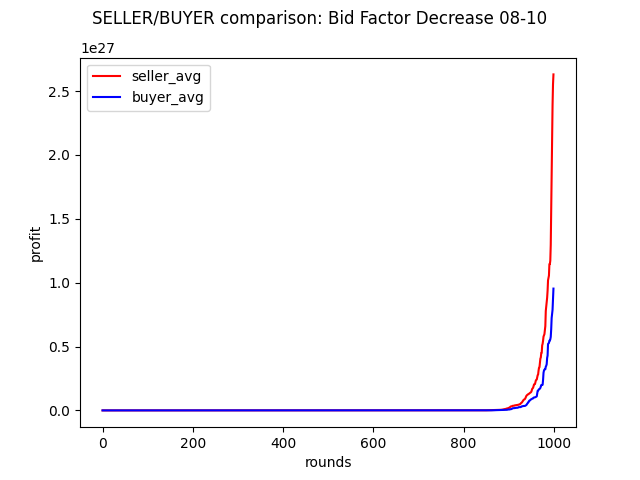 SELLER/BUYER comparison: Bid Factor Decrease 08-10
1e27
seller_avg
buyer_avg
2.5
2.0
1.5
1.0
0.5
0.0
profit
0 200 400 600 800 1000
rounds